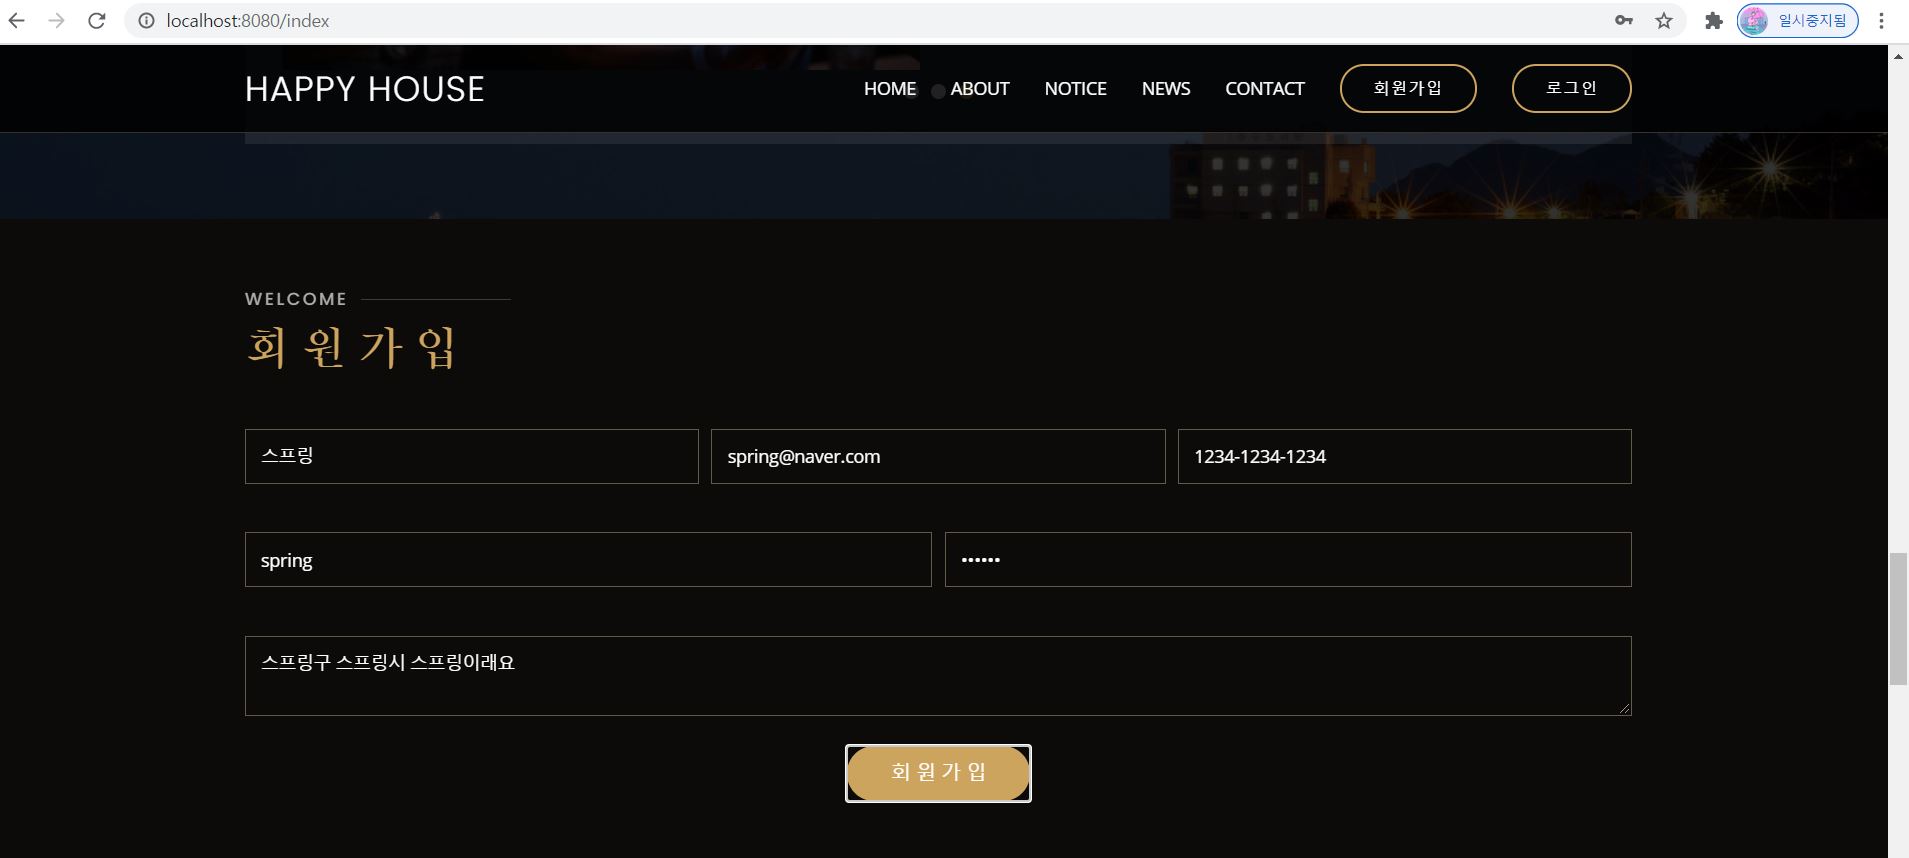 localhost:8080/index
일시중지됨
HAPPY HOUSE
HOME ABOUT NOTICE NEWS CONTACT 회원가입 로그인
WELCOME
회원가입
스프링 spring@naver.com 1234-1234-1234
spring ••••••
스프링구 스프링시 스프링이래요
회원가입